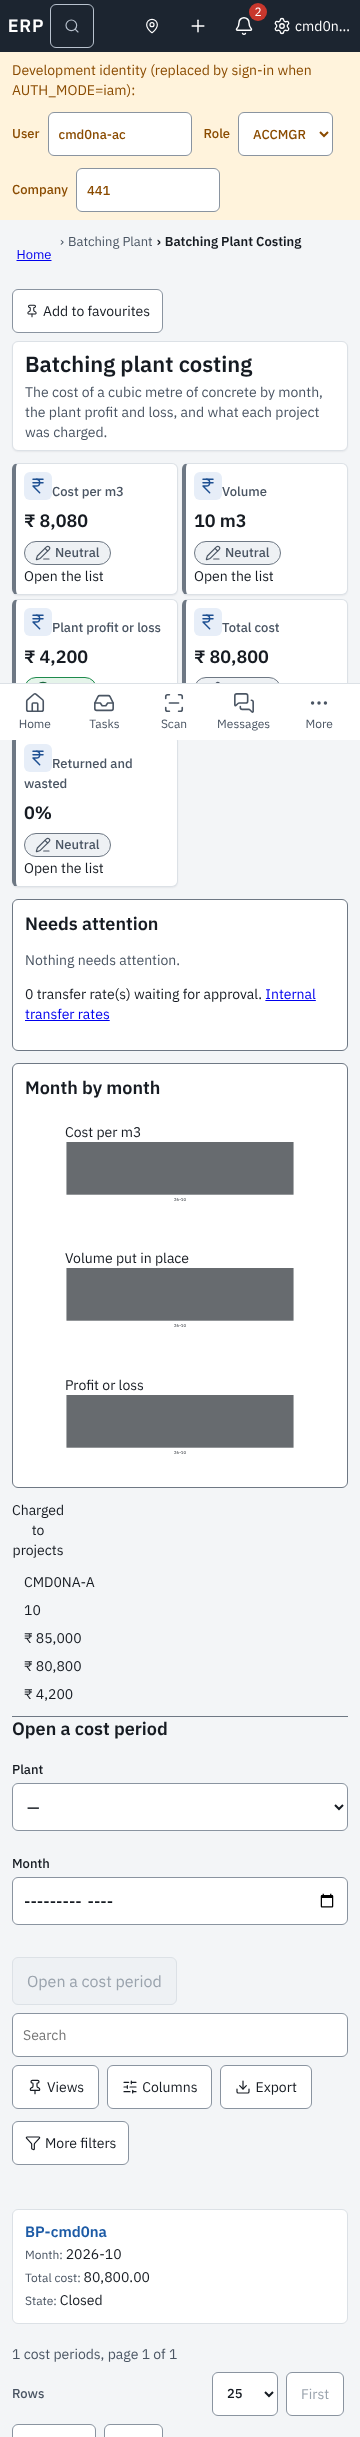 ERP
2
cmd0n...
Development identity (replaced by sign-in when
AUTH_MODE=iam):
User cmd0na-ac Role ACCMGR
Company 441
Home › Batching Plant › Batching Plant Costing
Add to favourites
Batching plant costing
The cost of a cubic metre of concrete by month,
the plant profit and loss, and what each project
was charged.
₹ Cost per m3
₹ 8,080
Neutral
Open the list
₹ Volume
10 m3
Neutral
Open the list
₹ Plant profit or loss
₹ 4,200
₹ Total cost
₹ 80,800
Home
Tasks
Scan
Messages
More
₹ Returned and
wasted
0%
Neutral
Open the list
Needs attention
Nothing needs attention.
0 transfer rate(s) waiting for approval. Internal
transfer rates
Month by month
Cost per m3
26-10
Volume put in place
26-10
Profit or loss
26-10
Charged
to
projects
CMD0NA-A
10
₹ 85,000
₹ 80,800
₹ 4,200
Open a cost period
Plant
—
Month
--------- ----
Open a cost period
Search
Views
Columns
Export
More filters
BP-cmd0na
Month: 2026-10
Total cost: 80,800.00
State: Closed
1 cost periods, page 1 of 1
Rows 25 First